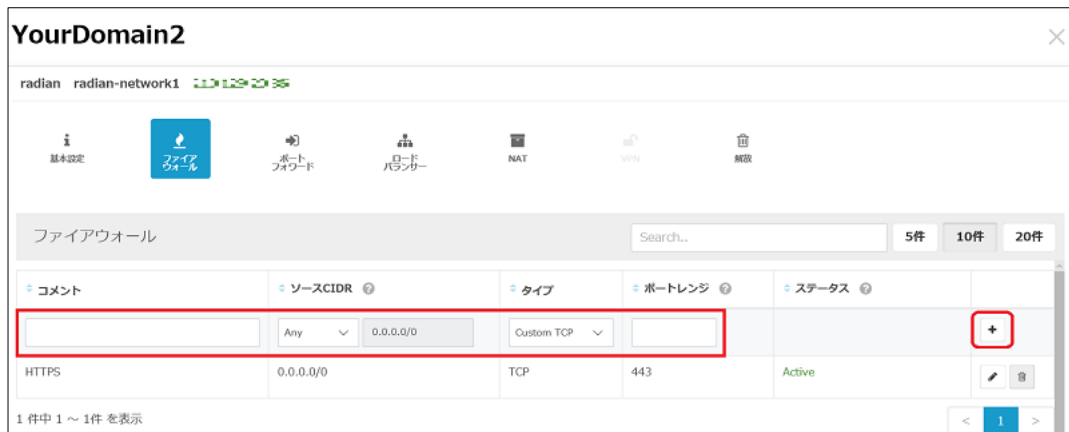 YourDomain2
radian radian-network1
基本設定
ファイア
ウォール
ポート
フォワード
ロード
バランサー
NAT
VPN
解放
ファイアウォール
Search..
5件 10件 20件
コメント ソースCIDR タイプ ポートレンジ ステータス
Any 0.0.0.0/0 Custom TCP +
HTTPS 0.0.0.0/0 TCP 443 Active
1 件中 1 ～ 1件 を表示 < 1 >